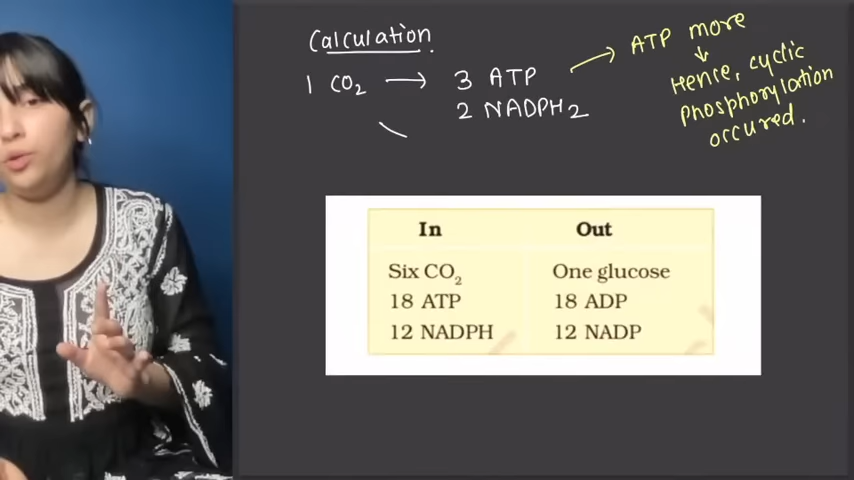 Calculation.
1 CO₂ → 3 ATP
2 NADPH₂
→ ATP more
↓
Hence, cyclic
phosphorylation
occured.
In Out
Six CO₂ One glucose
18 ATP 18 ADP
12 NADPH 12 NADP